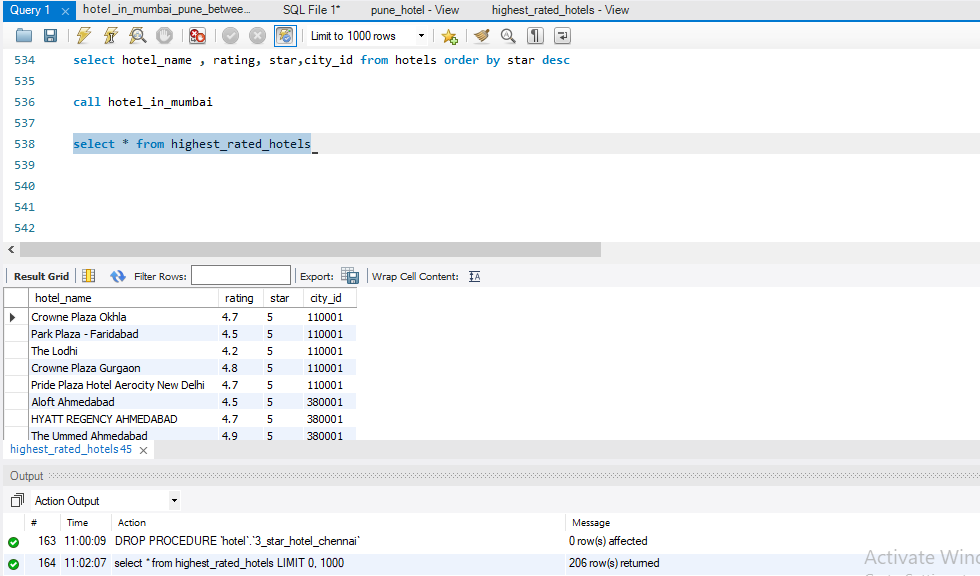 Query 1 hotel_in_mumbai_pune_betwee... SQL File 1* pune_hotel - View highest_rated_hotels - View
Limit to 1000 rows
534 select hotel_name , rating, star,city_id from hotels order by star desc
535
536 call hotel_in_mumbai
537
538 select * from highest_rated_hotels
539
540
541
542
Result Grid Filter Rows: Export: Wrap Cell Content:
hotel_name rating star city_id
Crowne Plaza Okhla 4.7 5 110001
Park Plaza - Faridabad 4.5 5 110001
The Lodhi 4.2 5 110001
Crowne Plaza Gurgaon 4.8 5 110001
Pride Plaza Hotel Aerocity New Delhi 4.7 5 110001
Aloft Ahmedabad 4.5 5 380001
HYATT REGENCY AHMEDABAD 4.7 5 380001
The Ummed Ahmedabad 4.9 5 380001
highest_rated_hotels45
Output
Action Output
# Time Action Message
163 11:00:09 DROP PROCEDURE `hotel`.`3_star_hotel_chennai` 0 row(s) affected
164 11:02:07 select * from highest_rated_hotels LIMIT 0, 1000 206 row(s) returned
Activate Wind